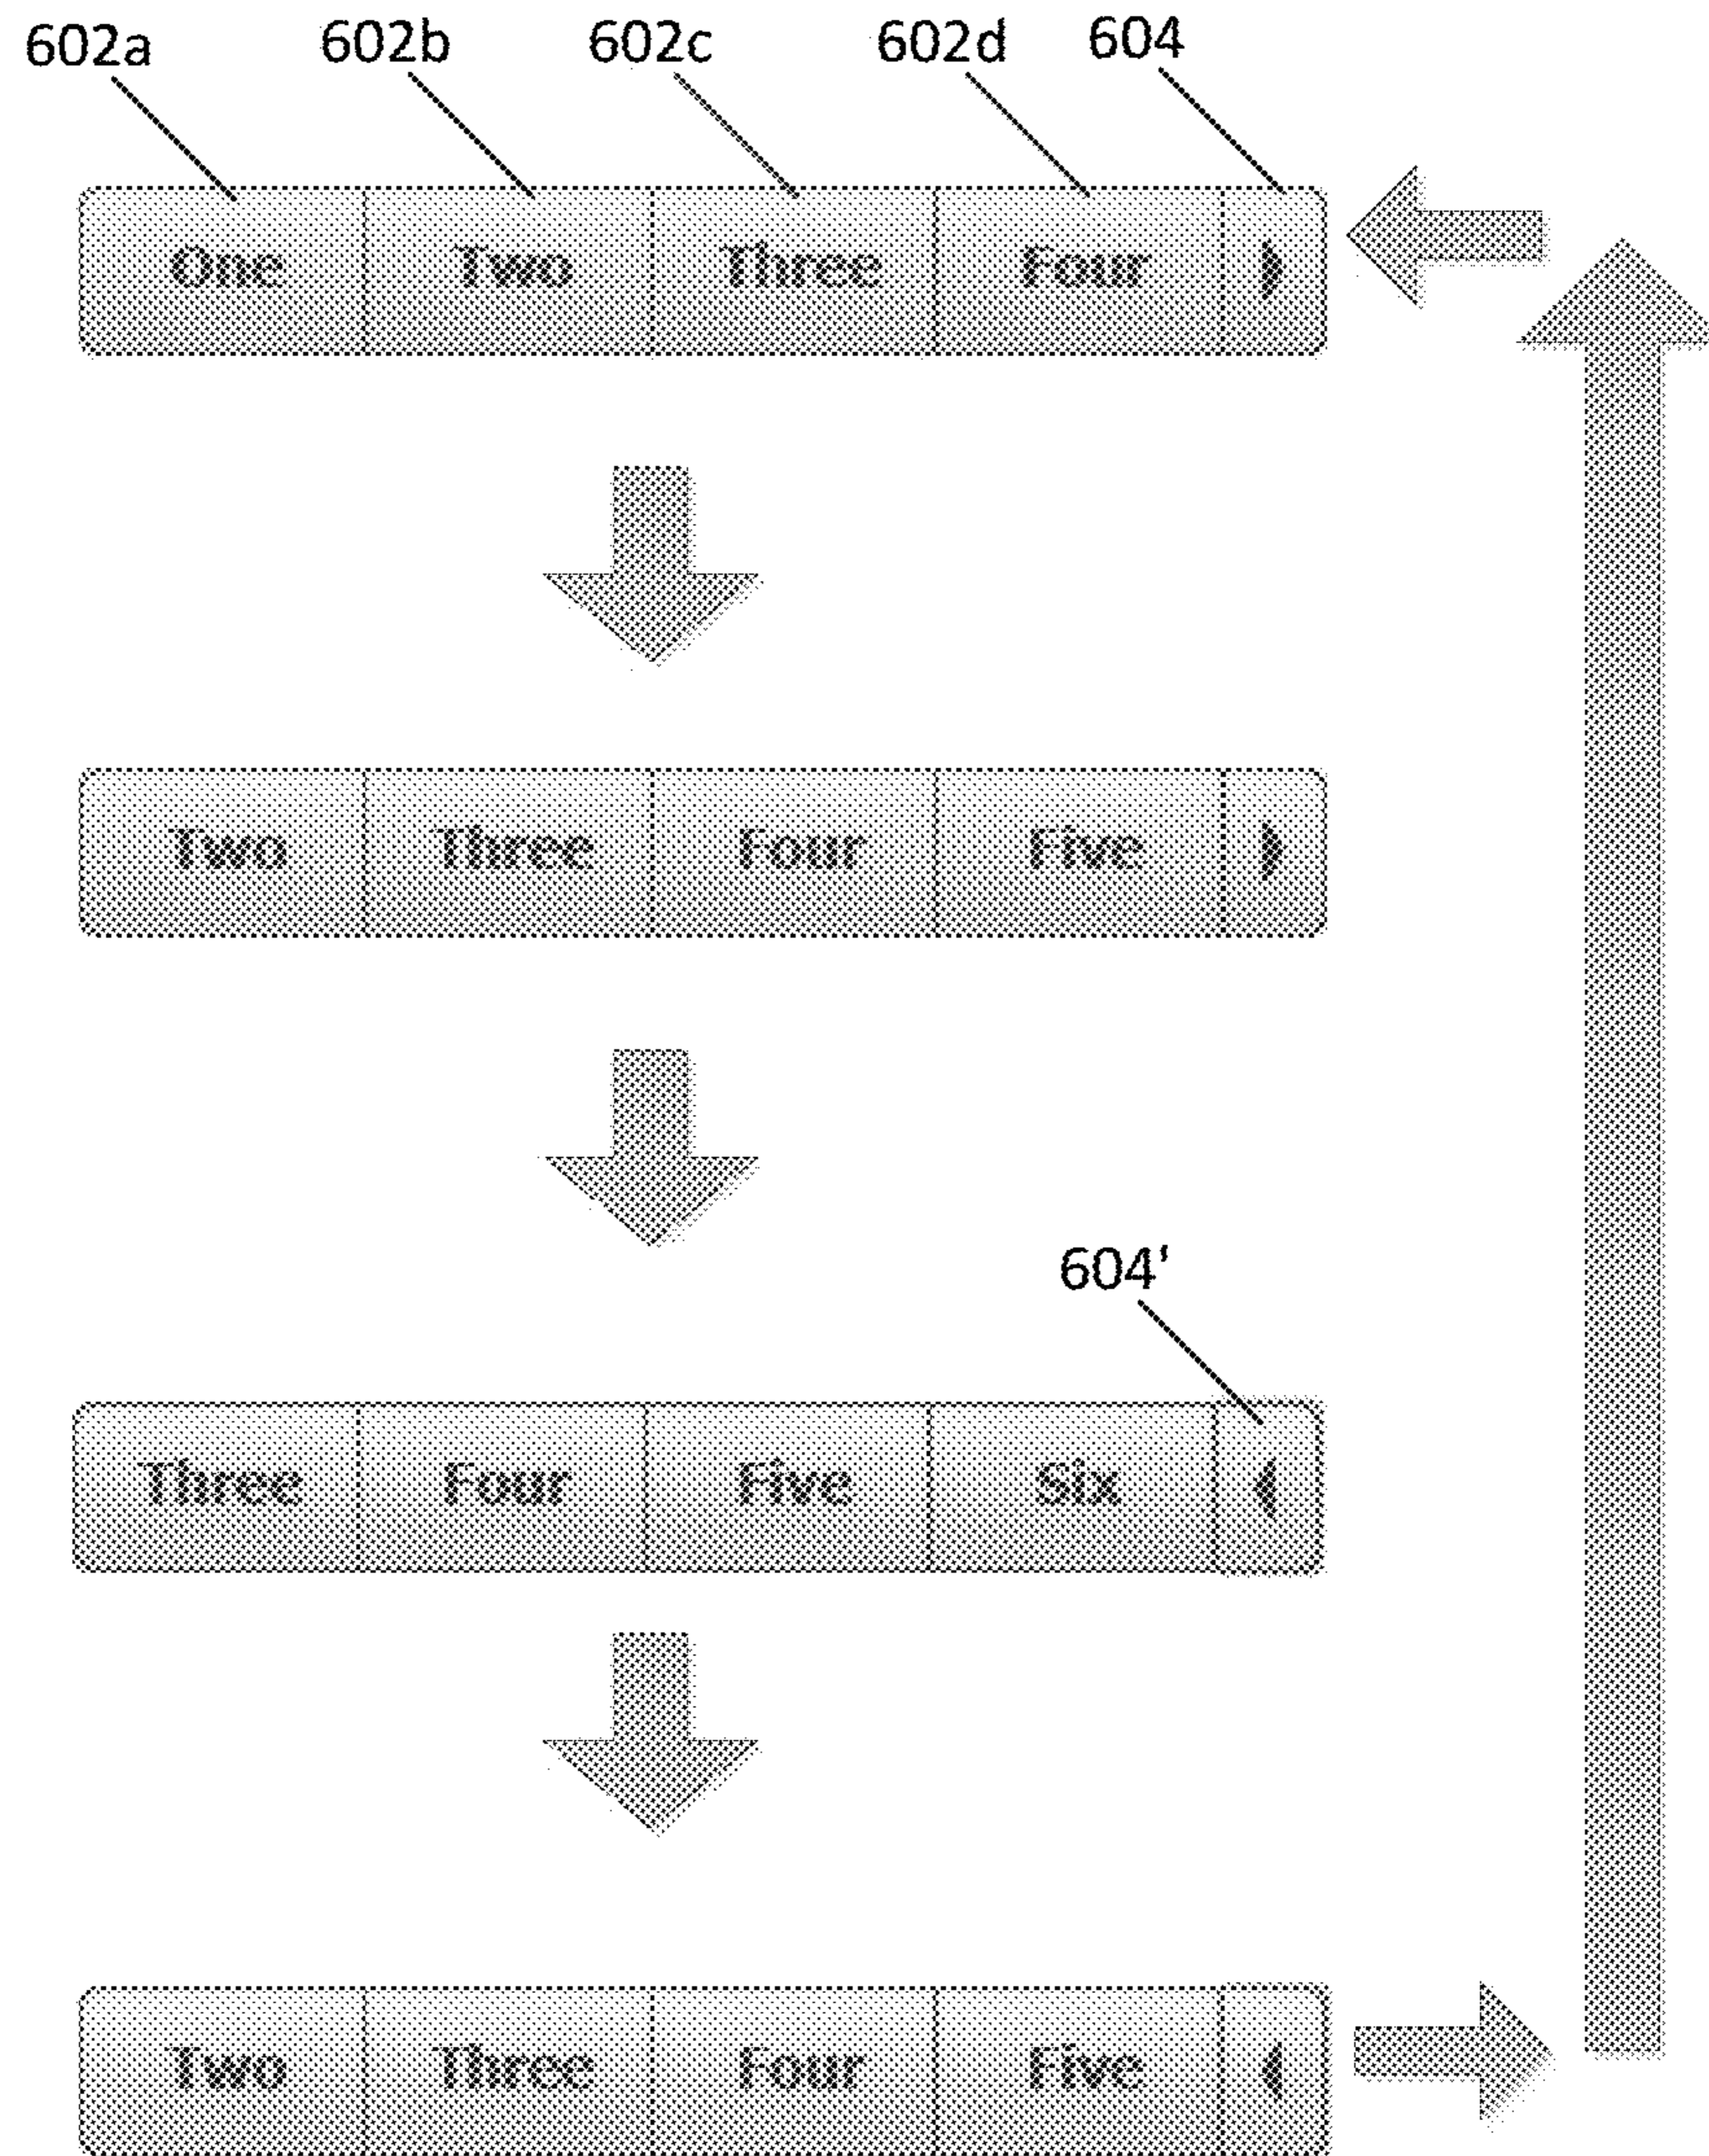 602a 602b 602c 602d 604
One Two Three Four
Two Three Four Five
604'
Three Four Five Six
Two Three Four Five